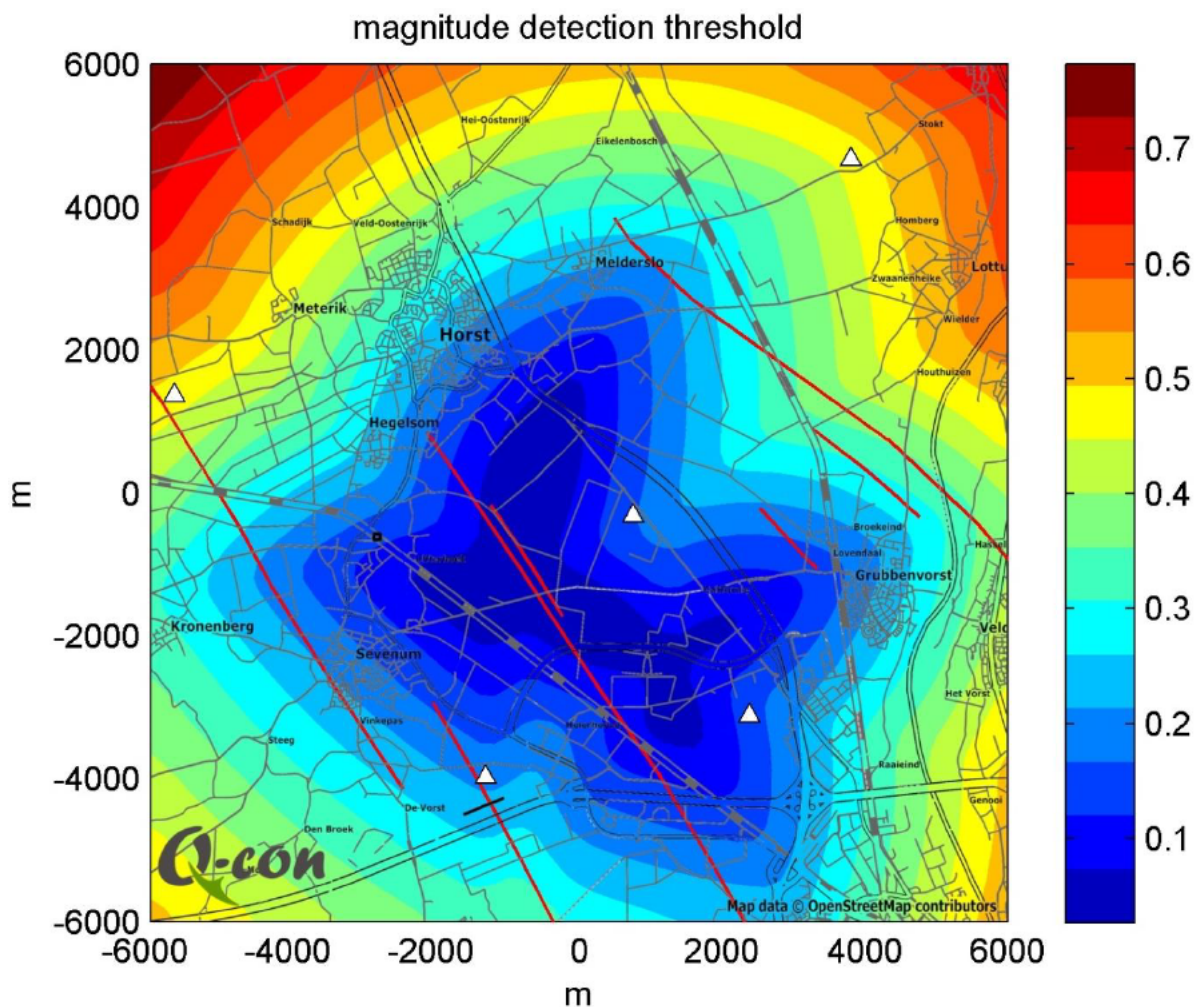 magnitude detection threshold
6000
4000
2000
0
-2000
-4000
-6000
m
-6000
-4000
-2000
0
2000
4000
6000
m
0.7
0.6
0.5
0.4
0.3
0.2
0.1
Hei-Oostenrijk
Stokt
Eikelenbosch
Schadijk
Veld-Oostenrijk
Homberg
Melderslo
Lottu
Zwaanenheike
Meterik
Wielder
Horst
Houthuizen
Hegelsom
Broekeind
Hassel
Lovendaal
Grubbenvorst
Kronenberg
Veld
Sevenum
Het Vorst
Vinkepas
Steeg
Raaieind
Genooi
De Vorst
Den Broek
Q-con
Map data © OpenStreetMap contributors